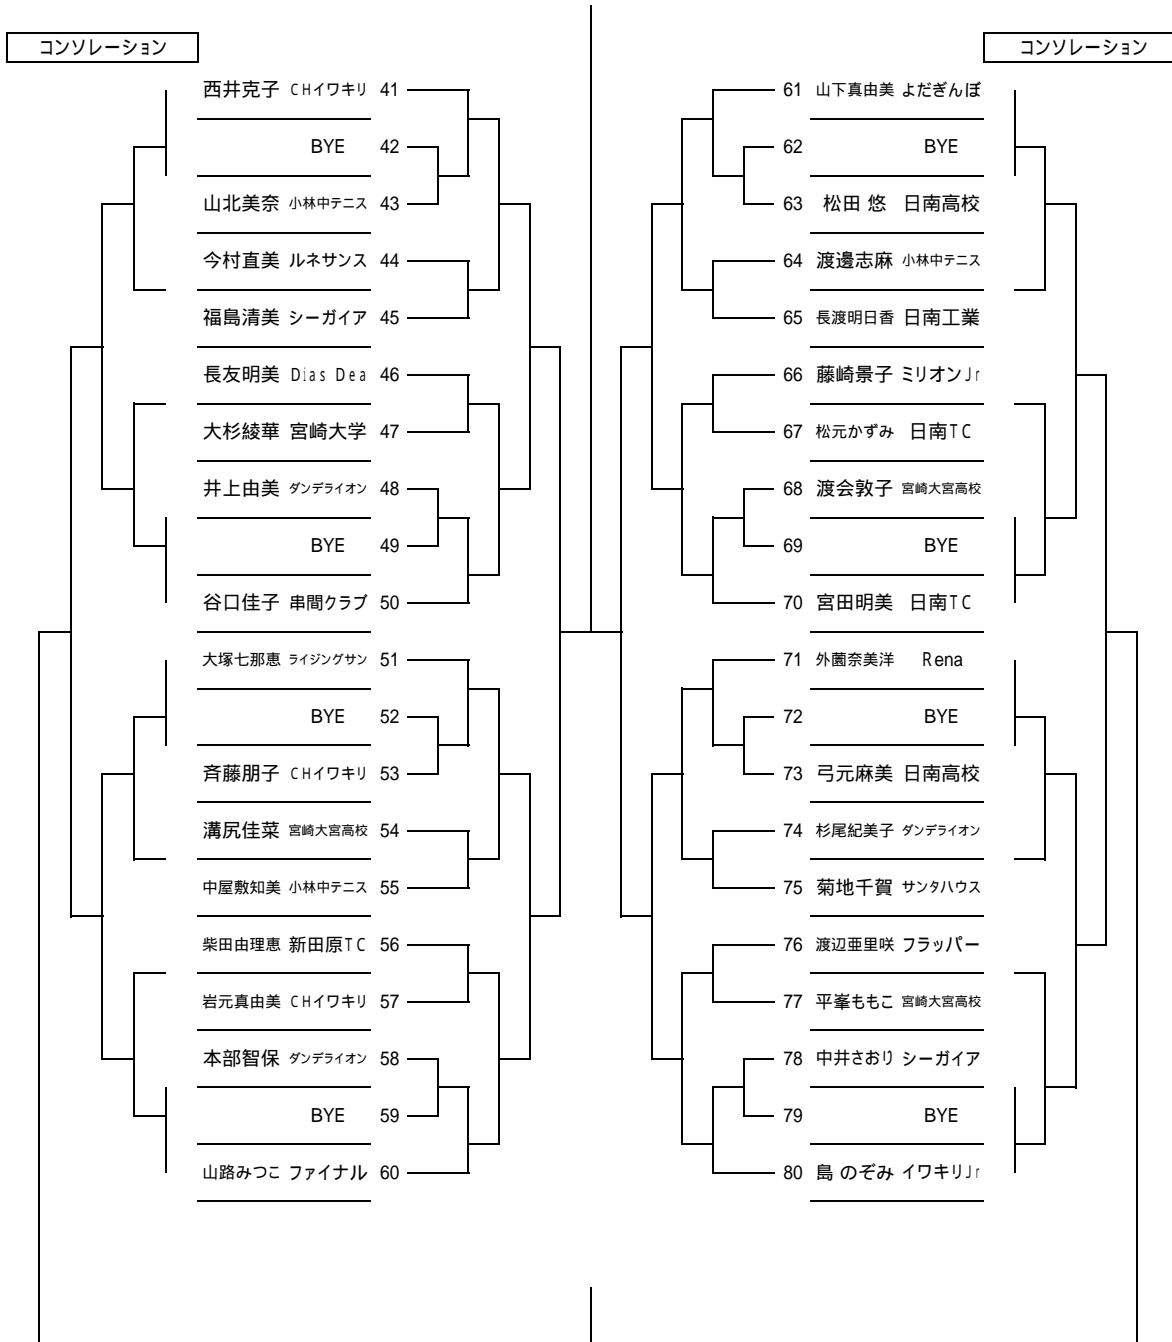 コンソレーション
西井克子 CHイワキリ 41
BYE 42
山北美奈 小林中テニス 43
今村直美 ルネサンス 44
福島清美 シーガイア 45
長友明美 Dias Dea 46
大杉綾華 宮崎大学 47
井上由美 ダンデライオン 48
BYE 49
谷口佳子 串間クラブ 50
大塚七那恵 ライジングサン 51
BYE 52
斉藤朋子 CHイワキリ 53
溝尻佳菜 宮崎大宮高校 54
中屋敷知美 小林中テニス 55
柴田由理恵 新田原TC 56
岩元真由美 CHイワキリ 57
本部智保 ダンデライオン 58
BYE 59
山路みつこ ファイナル 60
コンソレーション
61 山下真由美 よだぎんぼ
62 BYE
63 松田 悠 日南高校
64 渡邊志麻 小林中テニス
65 長渡明日香 日南工業
66 藤崎景子 ミリオンJr
67 松元かずみ 日南TC
68 渡会敦子 宮崎大宮高校
69 BYE
70 宮田明美 日南TC
71 外薗奈美洋 Rena
72 BYE
73 弓元麻美 日南高校
74 杉尾紀美子 ダンデライオン
75 菊地千賀 サンタハウス
76 渡辺亜里咲 フラッパー
77 平峯ももこ 宮崎大宮高校
78 中井さおり シーガイア
79 BYE
80 島 のぞみ イワキリJr